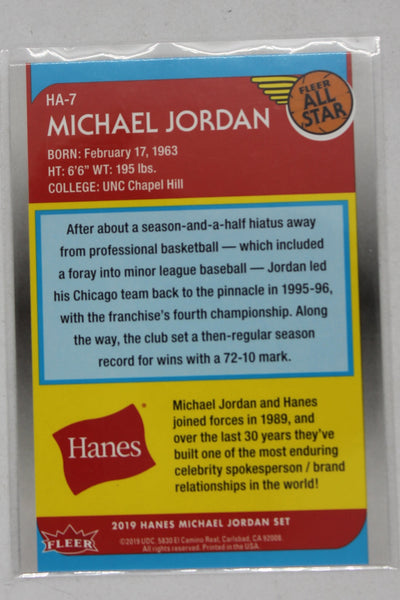 HA-7
MICHAEL JORDAN
FLEER
ALL
STAR
BORN: February 17, 1963
HT: 6'6" WT: 195 lbs.
COLLEGE: UNC Chapel Hill
After about a season-and-a-half hiatus away
from professional basketball — which included
a foray into minor league baseball — Jordan led
his Chicago team back to the pinnacle in 1995-96,
with the franchise's fourth championship. Along
the way, the club set a then-regular season
record for wins with a 72-10 mark.
Hanes®
Michael Jordan and Hanes
joined forces in 1989, and
over the last 30 years they've
built one of the most enduring
celebrity spokesperson / brand
relationships in the world!
FLEER
2019 HANES MICHAEL JORDAN SET
©2019 UDC. 5830 El Camino Real, Carlsbad, CA 92008.
All rights reserved. Printed in the USA.